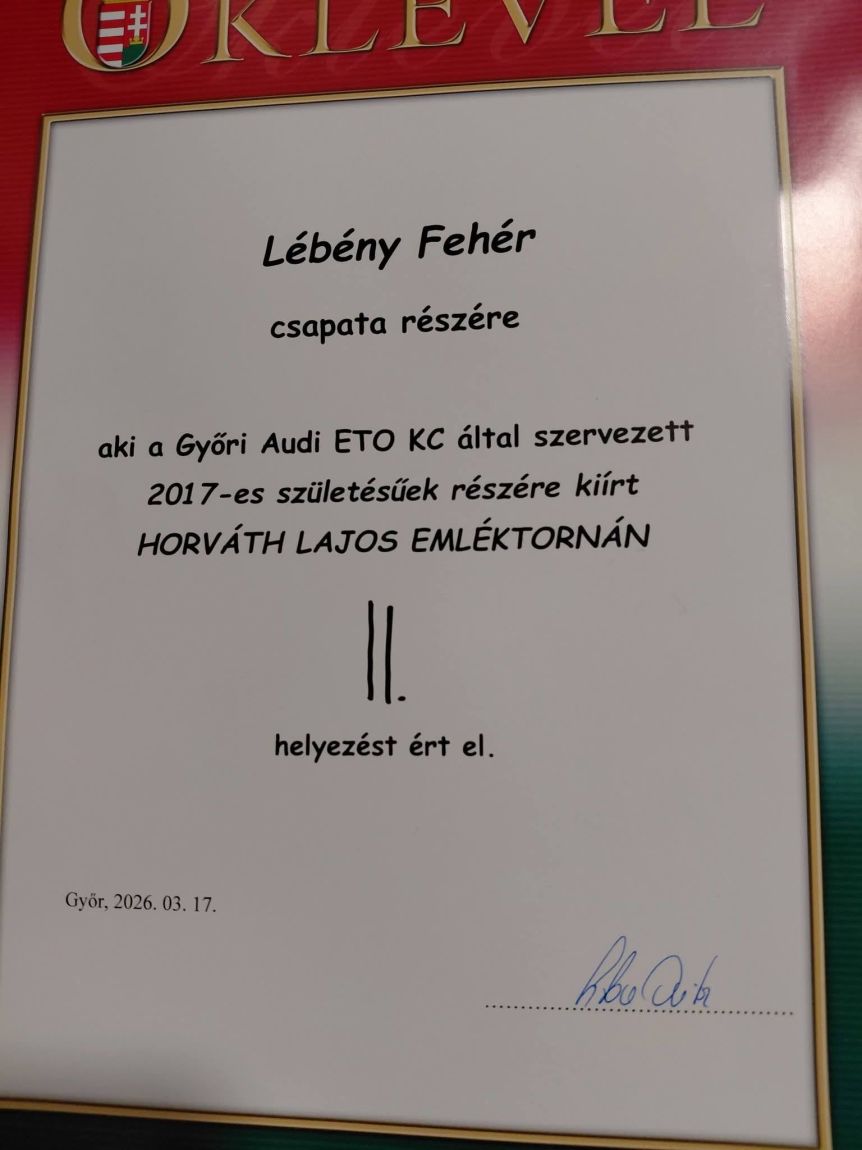 OKLEVÉL
Lébény Fehér
csapata részére
aki a Győri Audi ETO KC által szervezett
2017-es születésűek részére kiírt
HORVÁTH LAJOS EMLÉKTORNÁN
II.
helyezést ért el.
Győr, 2026. 03. 17.